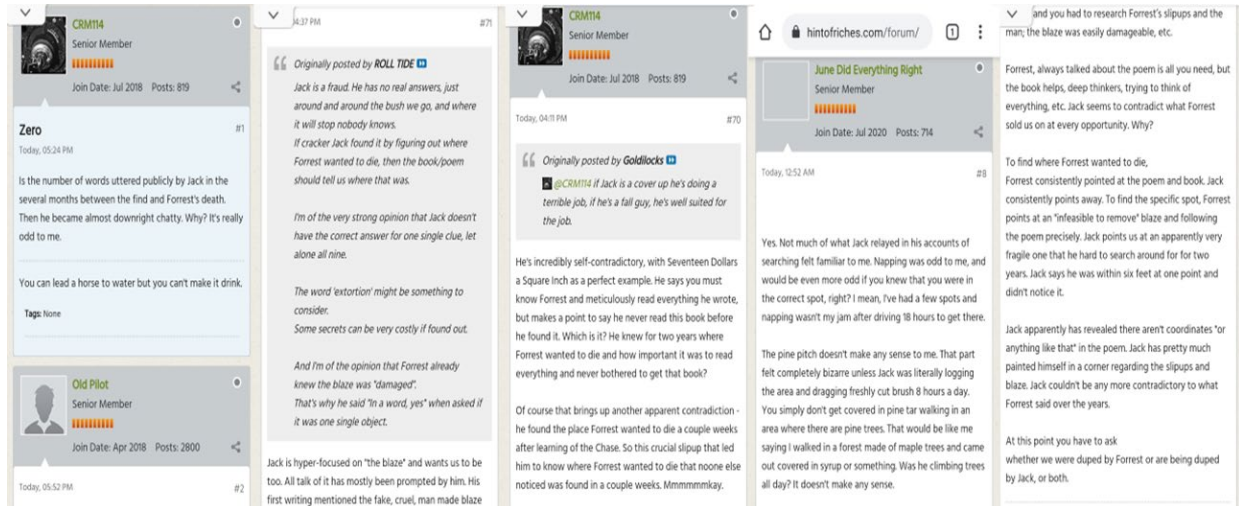 CRM114
Senior Member
Join Date: Jul 2018 Posts: 819
Zero
#1
Today, 05:24 PM
Is the number of words uttered publicly by Jack in the
several months between the find and Forrest's death.
Then he became almost downright chatty. Why? It's really
odd to me.
You can lead a horse to water but you can't make it drink.
Tags: None
Old Pilot
Senior Member
Join Date: Apr 2018 Posts: 2800
Today, 05:52 PM
#2
4:37 PM
#71
Originally posted by ROLL TIDE
Jack is a fraud. He has no real answers, just
around and around the bush we go, and where
it will stop nobody knows.
If cracker Jack found it by figuring out where
Forrest wanted to die, then the book/poem
should tell us where that was.
I'm of the very strong opinion that Jack doesn't
have the correct answer for one single clue, let
alone all nine.
The word 'extortion' might be something to
consider.
Some secrets can be very costly if found out.
And I'm of the opinion that Forrest already
knew the blaze was "damaged".
That's why he said "In a word, yes" when asked if
it was one single object.
Jack is hyper-focused on "the blaze" and wants us to be
too. All talk of it has mostly been prompted by him. His
first writing mentioned the fake, cruel, man made blaze
CRM114
Senior Member
Join Date: Jul 2018 Posts: 819
Today, 04:11 PM
#70
Originally posted by Goldilocks
@CRM114 if Jack is a cover up he's doing a
terrible job, if he's a fall guy, he's well suited for
the job.
He's incredibly self-contradictory, with Seventeen Dollars
a Square Inch as a perfect example. He says you must
know Forrest and meticulously read everything he wrote,
but makes a point to say he never read this book before
he found it. Which is it? He knew for two years where
Forrest wanted to die and how important it was to read
everything and never bothered to get that book?
Of course that brings up another apparent contradiction -
he found the place Forrest wanted to die a couple weeks
after learning of the Chase. So this crucial slipup that led
him to know where Forrest wanted to die that noone else
noticed was found in a couple weeks. Mmmmmmkay.
hintofriches.com/forum/
1
June Did Everything Right
Senior Member
Join Date: Jul 2020 Posts: 714
Today, 12:52 AM
#8
Yes. Not much of what Jack relayed in his accounts of
searching felt familiar to me. Napping was odd to me, and
would be even more odd if you knew that you were in
the correct spot, right? I mean, I've had a few spots and
napping wasn't my jam after driving 18 hours to get there.
The pine pitch doesn't make any sense to me. That part
felt completely bizarre unless Jack was literally logging
the area and dragging freshly cut brush 8 hours a day.
You simply don't get covered in pine tar walking in an
area where there are pine trees. That would be like me
saying I walked in a forest made of maple trees and came
out covered in syrup or something. Was he climbing trees
all day? It doesn't make any sense.
and you had to research Forrest's slipups and the
man; the blaze was easily damageable, etc.
Forrest, always talked about the poem is all you need, but
the book helps, deep thinkers, trying to think of
everything, etc. Jack seems to contradict what Forrest
sold us on at every opportunity. Why?
To find where Forrest wanted to die,
Forrest consistently pointed at the poem and book. Jack
consistently points away. To find the specific spot, Forrest
points at an "infeasible to remove" blaze and following
the poem precisely. Jack points us at an apparently very
fragile one that he hard to search around for for two
years. Jack says he was within six feet at one point and
didn't notice it.
Jack apparently has revealed there aren't coordinates "or
anything like that" in the poem. Jack has pretty much
painted himself in a corner regarding the slipups and
blaze. Jack couldn't be any more contradictory to what
Forrest said over the years.
At this point you have to ask
whether we were duped by Forrest or are being duped
by Jack, or both.